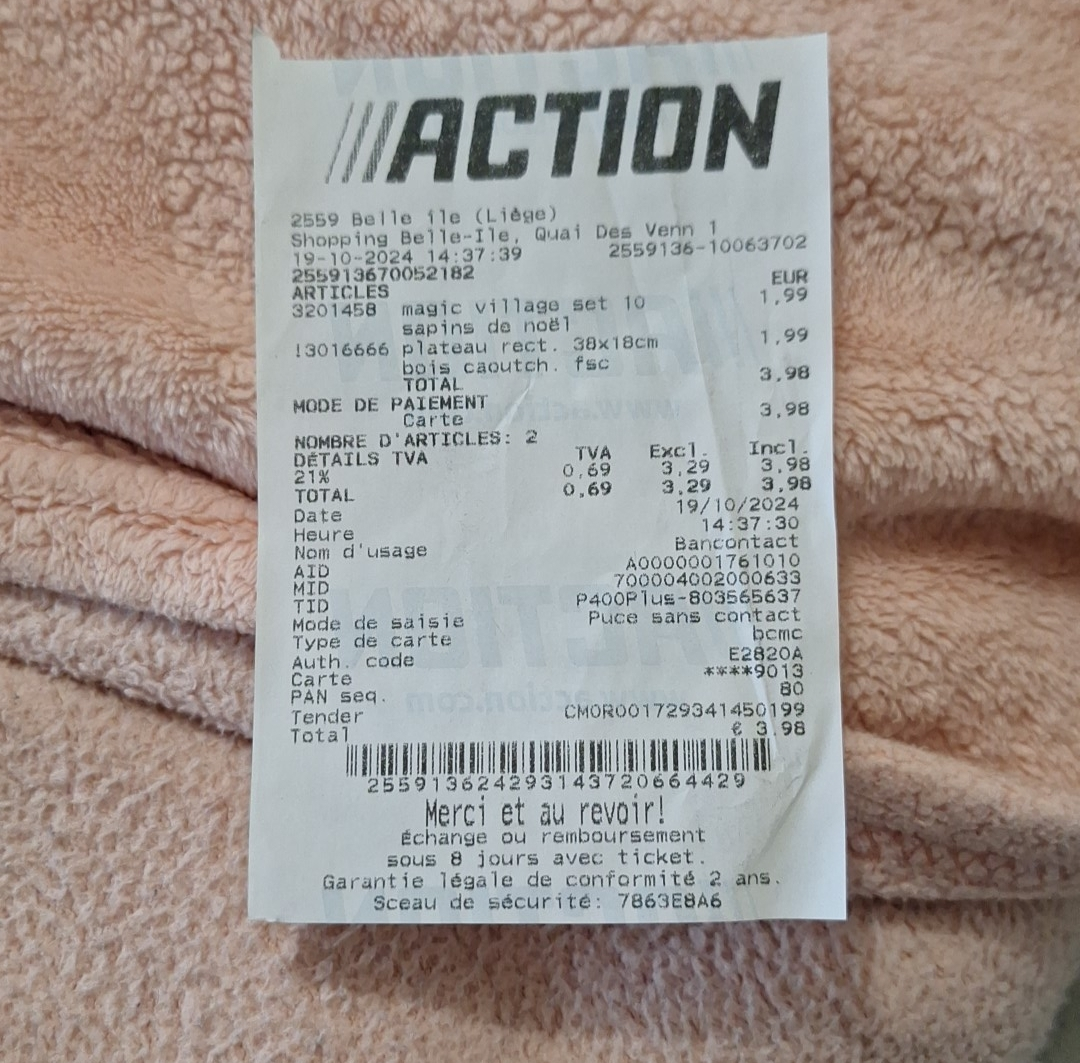 ///ACTION
2559 Belle île (Liège)
Shopping Belle-Ile, Quai Des Venn 1
19-10-2024 14:37:39 2559136-10063702
255913670052182
EUR
ARTICLES
3201458 magic village set 10 1,99
sapins de noël
!3016666 plateau rect. 38x18cm 1,99
bois caoutch. fsc
TOTAL 3,98
MODE DE PAIEMENT
Carte 3,98
NOMBRE D'ARTICLES: 2
DÉTAILS TVA TVA Excl. Incl.
21% 0,69 3,29 3,98
TOTAL 0,69 3,29 3,98
Date 19/10/2024
Heure 14:37:30
Nom d'usage Bancontact
AID A0000001761010
MID 700004002000633
TID P400Plus-803565637
Mode de saisie Puce sans contact
Type de carte bcmc
Auth. code E2820A
Carte ****9013
PAN seq. 80
Tender CMOR001729341450199
Total € 3.98
255913624293143720664429
Merci et au revoir!
Échange ou remboursement
sous 8 jours avec ticket.
Garantie légale de conformité 2 ans.
Sceau de sécurité: 7863E8A6